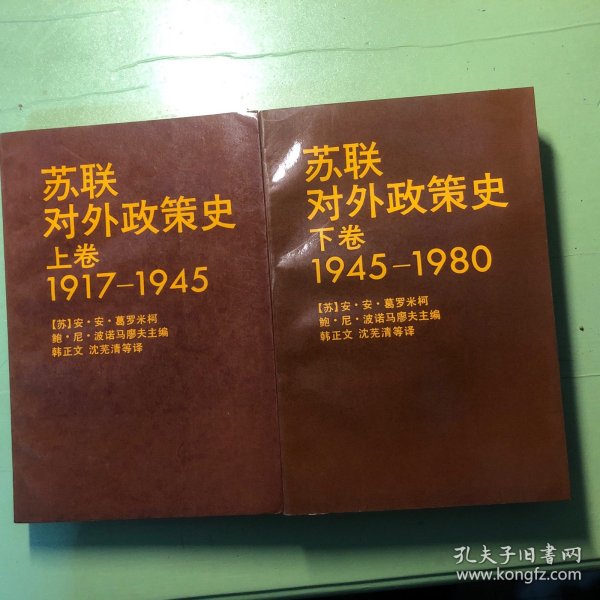 苏联
对外政策史
上卷
1917-1945
【苏】安·安·葛罗米柯
鲍·尼·波诺马廖夫主编
韩正文 沈芜清等译
苏联
对外政策史
下卷
1945-1980
【苏】安·安·葛罗米柯
鲍·尼·波诺马廖夫主编
韩正文 沈芜清等译
孔夫子旧书网
www.kongfz.com